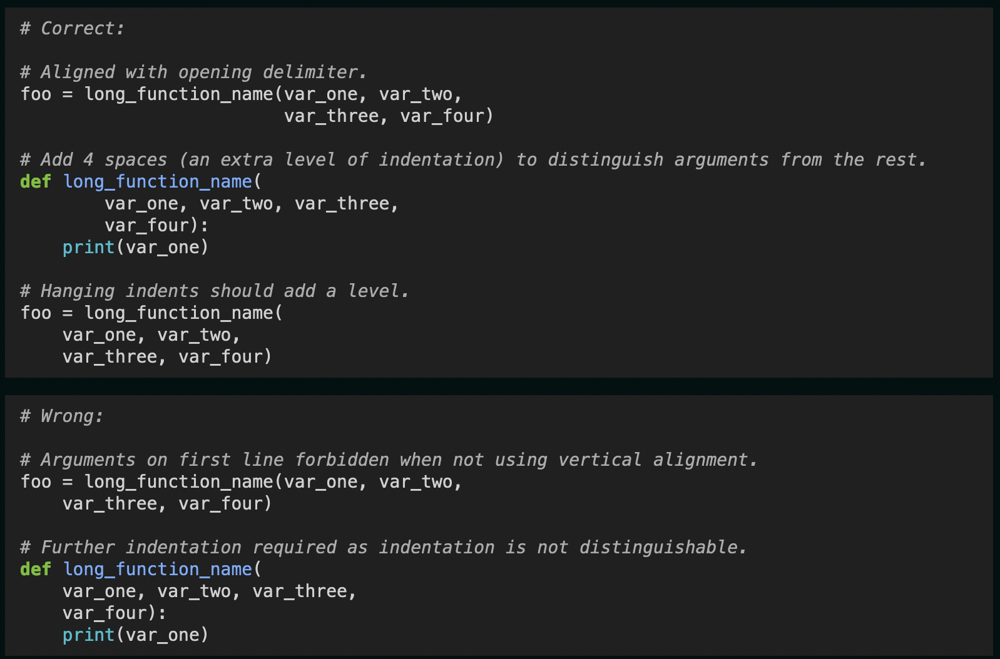 # Correct:
# Aligned with opening delimiter.
foo = long_function_name(var_one, var_two,
                         var_three, var_four)
# Add 4 spaces (an extra level of indentation) to distinguish arguments from the rest.
def long_function_name(
        var_one, var_two, var_three,
        var_four):
    print(var_one)
# Hanging indents should add a level.
foo = long_function_name(
    var_one, var_two,
    var_three, var_four)
# Wrong:
# Arguments on first line forbidden when not using vertical alignment.
foo = long_function_name(var_one, var_two,
    var_three, var_four)
# Further indentation required as indentation is not distinguishable.
def long_function_name(
    var_one, var_two, var_three,
    var_four):
    print(var_one)